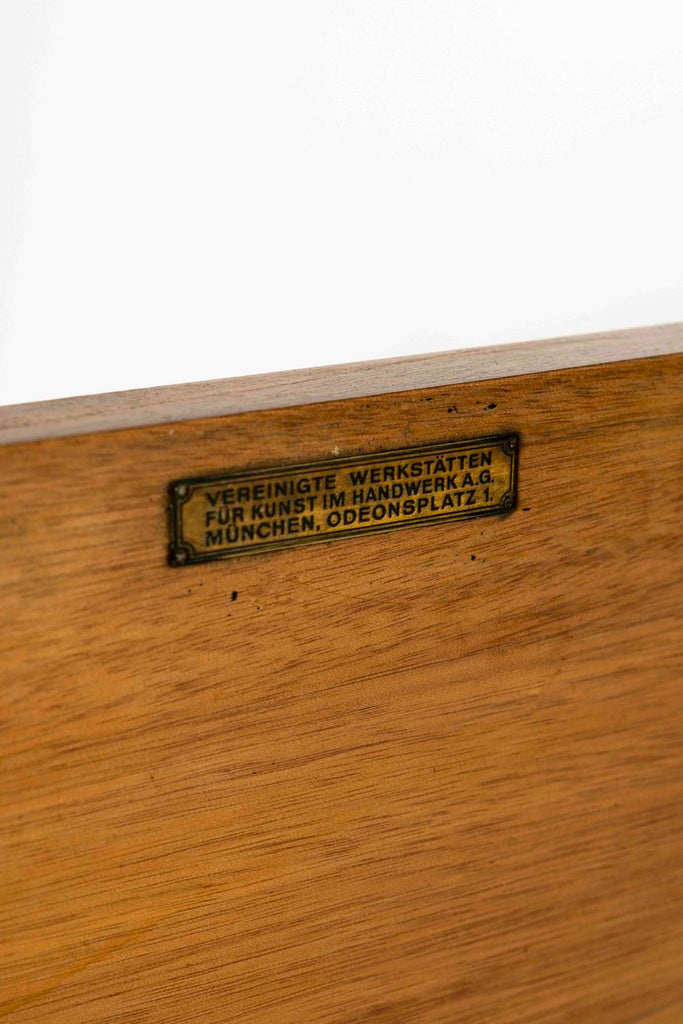 VEREINIGTE WERKSTÄTTEN
FÜR KUNST IM HANDWERK A.G.
MÜNCHEN, ODEONSPLATZ 1.